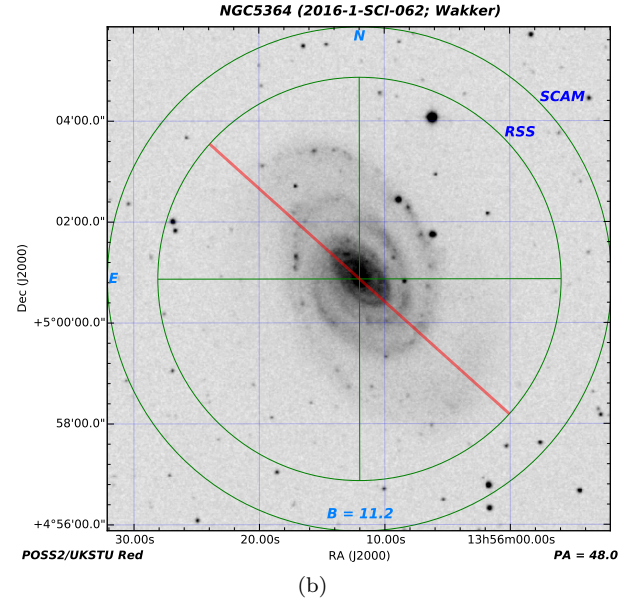 NGC5364 (2016-1-SCI-062; Wakker)
N
SCAM
RSS
04'00.0"
02'00.0"
E
Dec (J2000)
+5°00'00.0"
58'00.0"
B = 11.2
+4°56'00.0"
30.00s 20.00s 10.00s 13h56m00.00s
POSS2/UKSTU Red RA (J2000) PA = 48.0
(b)